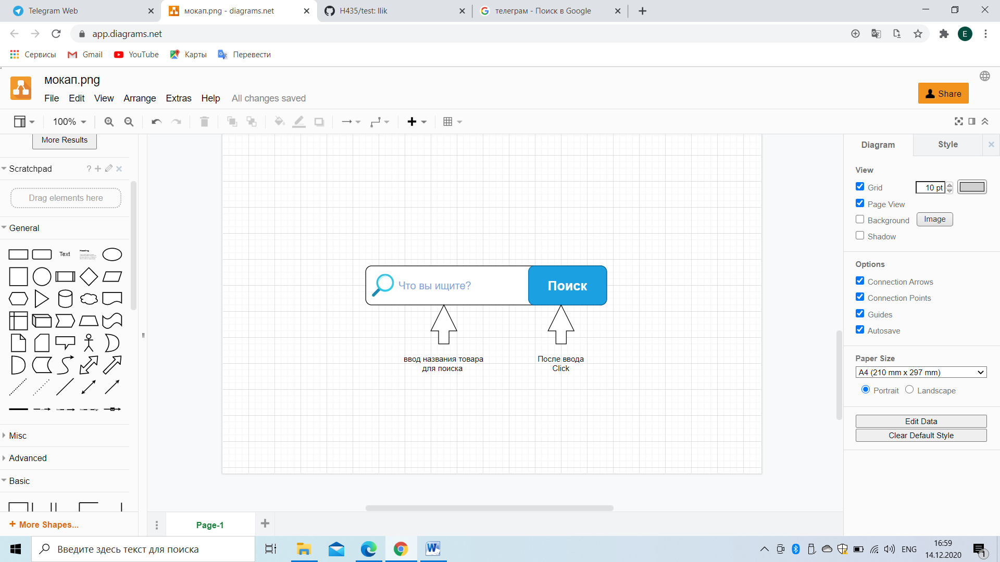 Telegram Web
мокап.png - diagrams.net
H435/test: llik
телеграм - Поиск в Google
app.diagrams.net
E
Сервисы
Gmail
YouTube
Карты
Перевести
мокап.png
File Edit View Arrange Extras Help All changes saved
Share
100%
More Results
Scratchpad
?
Drag elements here
General
Text
Heading
Misc
Advanced
Basic
+ More Shapes...
Что вы ищите?
Поиск
ввод названия товара
для поиска
После ввода
Click
Page-1
Diagram
Style
View
Grid
10 pt
Page View
Background
Image
Shadow
Options
Connection Arrows
Connection Points
Guides
Autosave
Paper Size
A4 (210 mm x 297 mm)
Portrait
Landscape
Edit Data
Clear Default Style
Введите здесь текст для поиска
ENG
16:59
14.12.2020
1